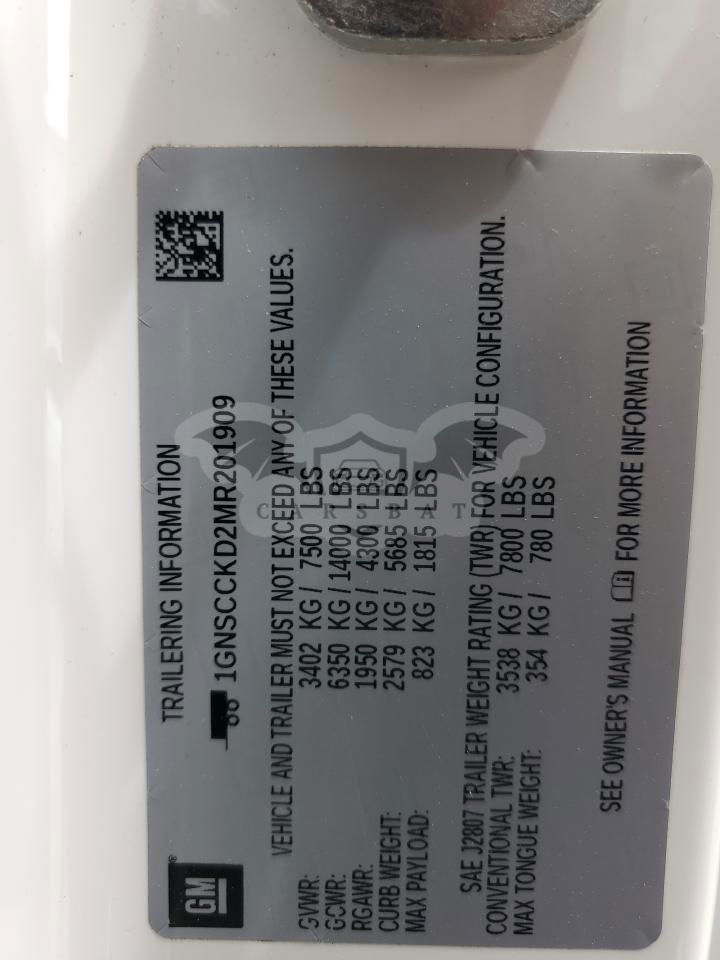 TRAILERING INFORMATION
1GNSCCKD2MR201909
VEHICLE AND TRAILER MUST NOT EXCEED ANY OF THESE VALUES.
GVWR: 3402 KG / 7500 LBS
GCWR: 6350 KG / 14000 LBS
RGAWR: 1950 KG / 4300 LBS
CURB WEIGHT: 2579 KG / 5685 LBS
MAX PAYLOAD: 823 KG / 1815 LBS
SAE J2807 TRAILER WEIGHT RATING (TWR) FOR VEHICLE CONFIGURATION.
CONVENTIONAL TWR: 3538 KG / 7800 LBS
MAX TONGUE WEIGHT: 354 KG / 780 LBS
SEE OWNER'S MANUAL FOR MORE INFORMATION
GM
CARSBAT